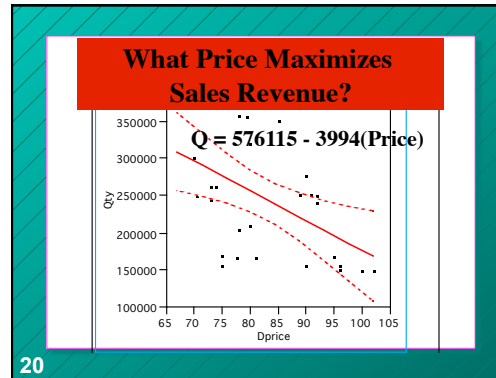 What Price Maximizes
Sales Revenue?
Q = 576115 - 3994(Price)
350000
300000
250000
200000
150000
100000
Qty
65 70 75 80 85 90 95 105
Dprice
20